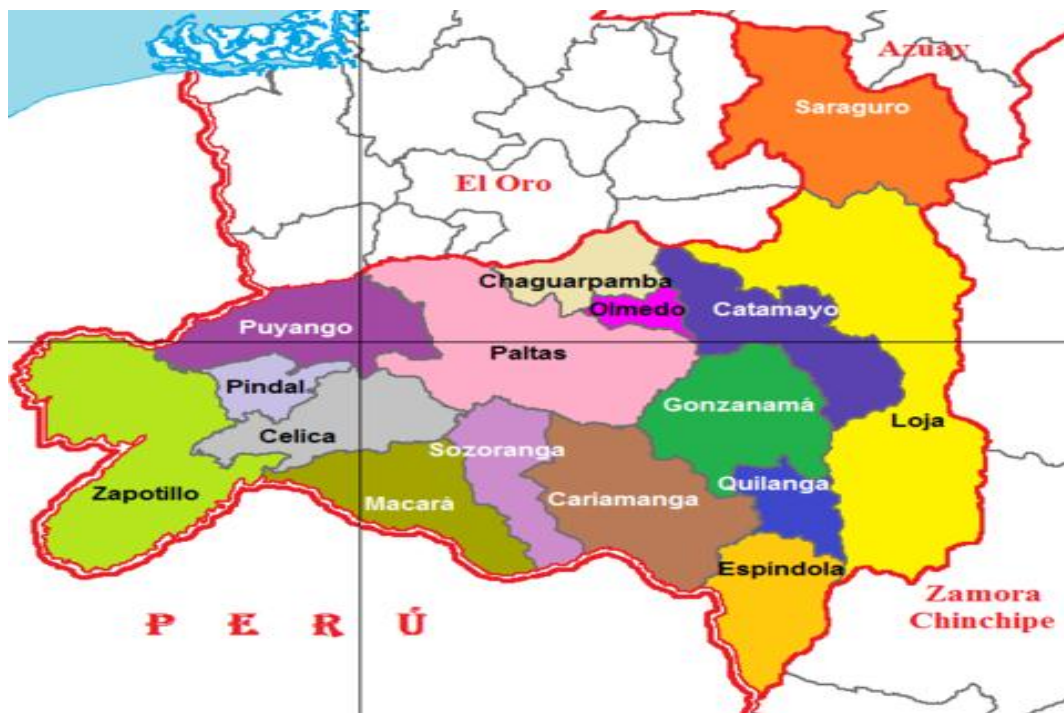 Azuay
Saraguro
El Oro
Chaguarpamba
Olmedo
Catamayo
Puyango
Paltas
Pindal
Gonzanamá
Loja
Celica
Sozoranga
Quilanga
Zapotillo
Macará
Cariamanga
Espíndola
Zamora
Chinchipe
P E R Ú